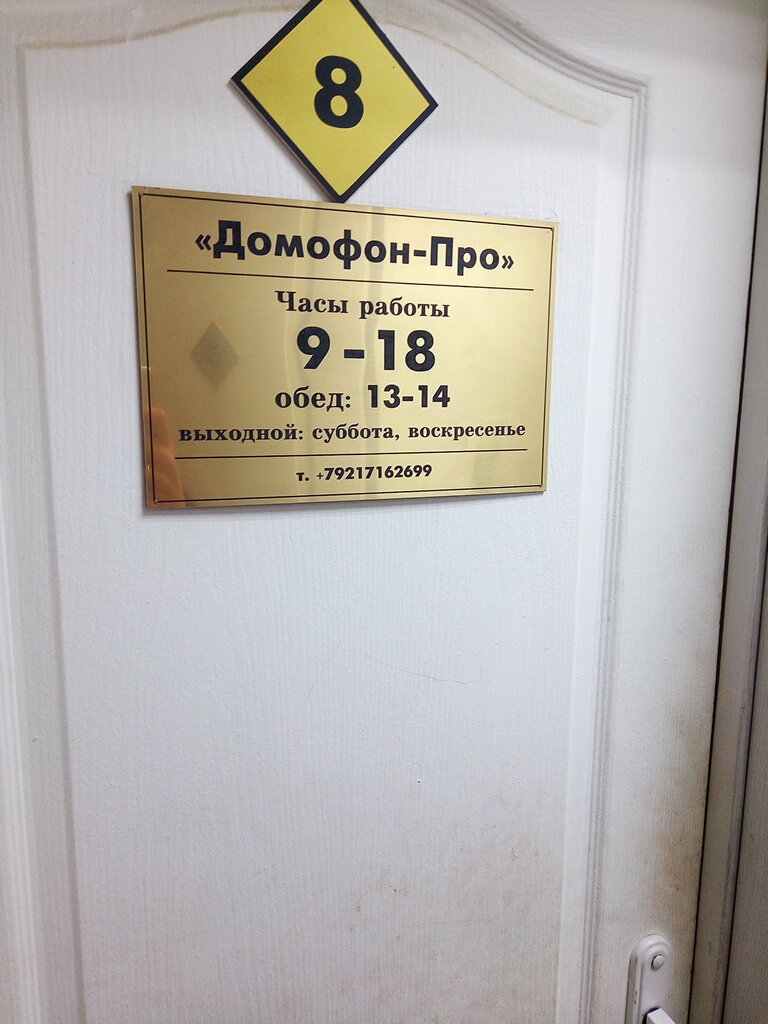 8
«Домофон-Про»
Часы работы
9-18
обед: 13-14
выходной: суббота, воскресенье
т. +79217162699